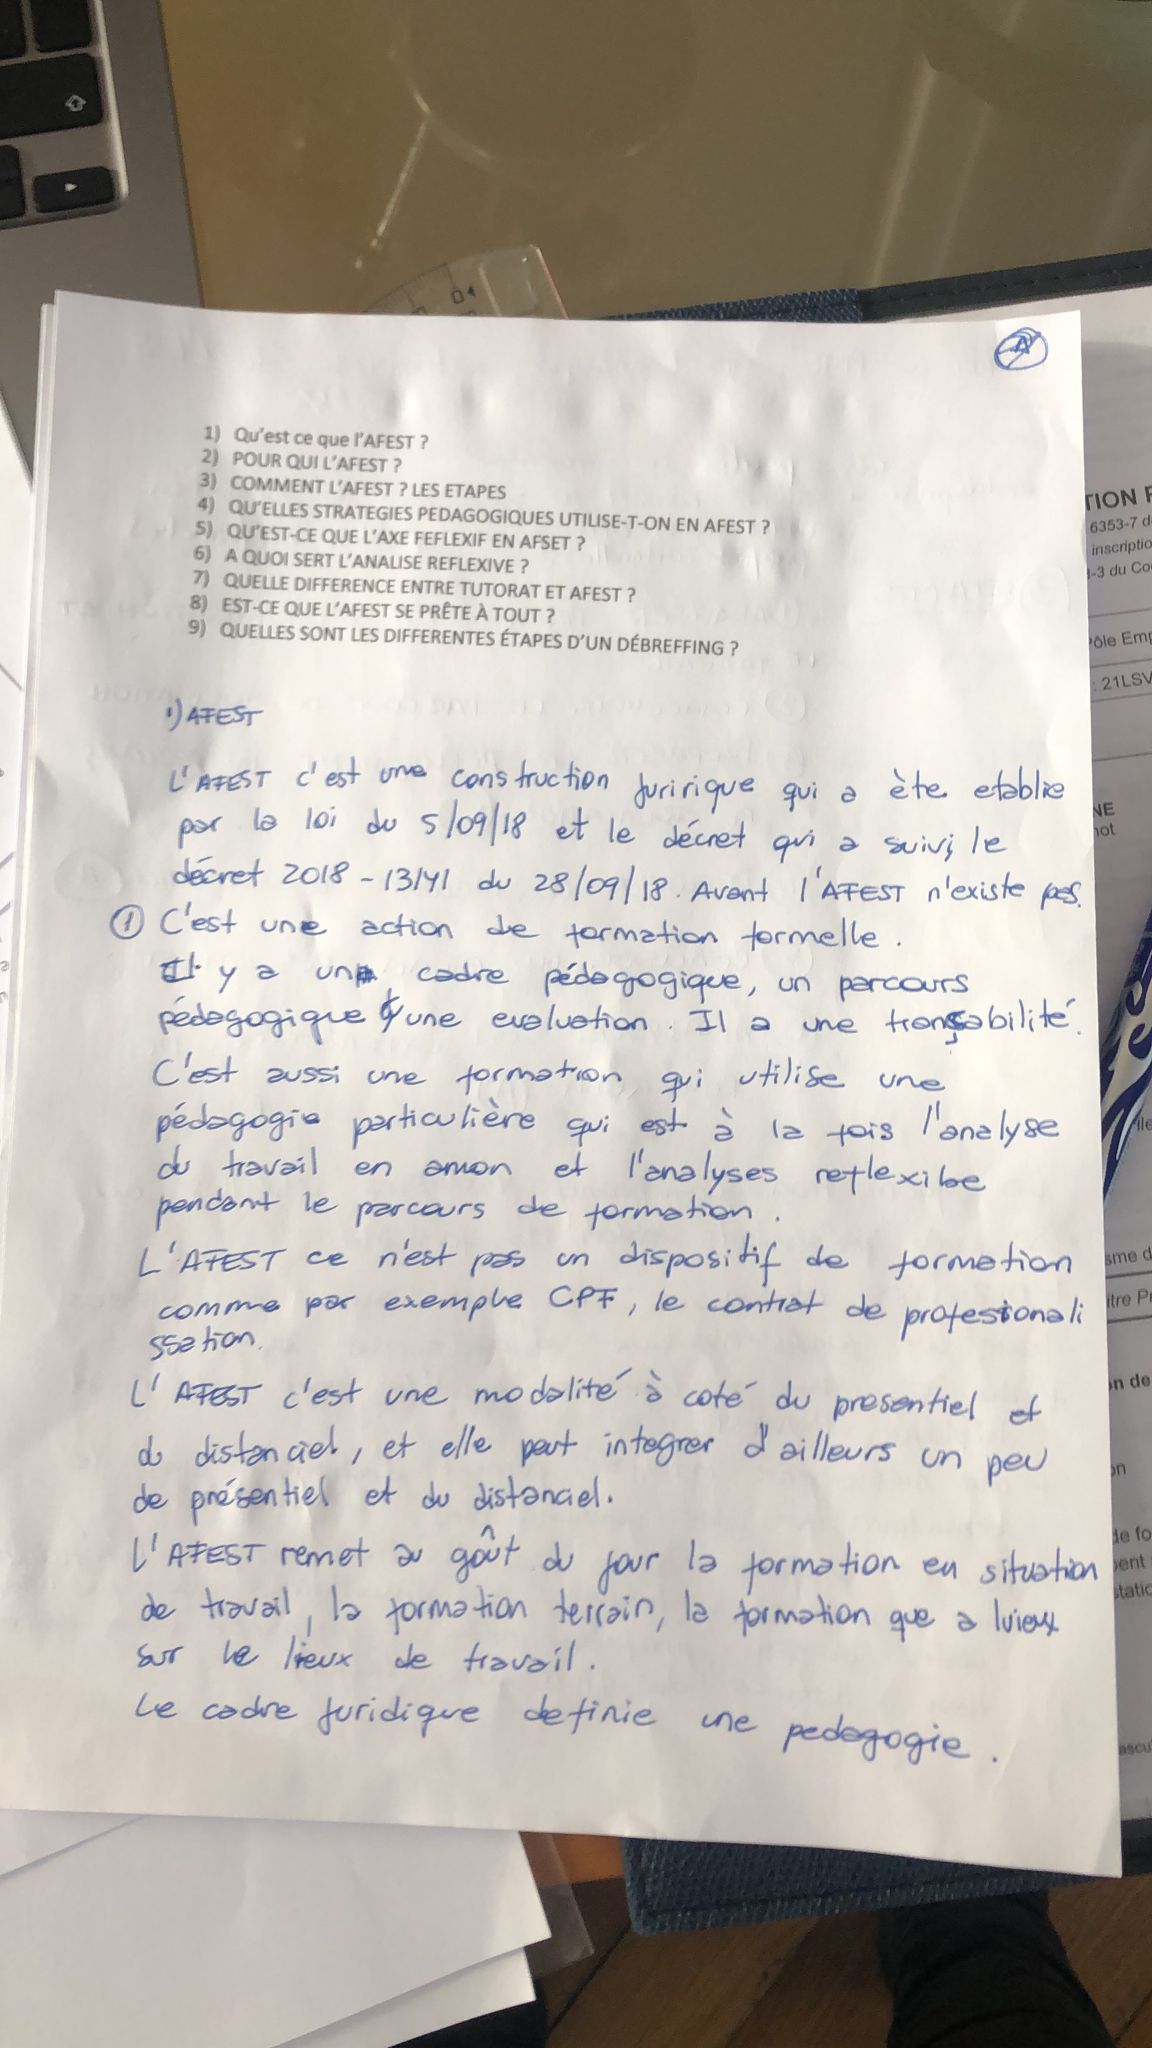 1) Qu'est ce que l'AFEST ?
2) POUR QUI L'AFEST ?
3) COMMENT L'AFEST ? LES ETAPES
4) QU'ELLES STRATEGIES PEDAGOGIQUES UTILISE-T-ON EN AFEST ?
5) QU'EST-CE QUE L'AXE FEFLEXIF EN AFSET ?
6) A QUOI SERT L'ANALISE REFLEXIVE ?
7) QUELLE DIFFERENCE ENTRE TUTORAT ET AFEST ?
8) EST-CE QUE L'AFEST SE PRÊTE À TOUT ?
9) QUELLES SONT LES DIFFERENTES ÉTAPES D'UN DÉBREFFING ?
1) AFEST
L'AFEST c'est une construction juririque qui a ète etablie
par la loi du 5/09/18 et le décret qui a suivi, le
décret 2018-13/41 du 28/09/18. Avant l'AFEST n'existe pas.
① C'est une action de formation formelle.
Il y a un cadre pédagogique, un parcours
pédagogique une evaluation. Il a une
C'est aussi une formation qui utilise une
pédagogie particulière qui est à la fois l'analyse
du travail en amon et l'analyses reflexibe
pendant le parcours de formation.
L'AFEST ce n'est pas un dispositif de formation
comme par exemple CPF, le contrat de profesionali
ssation.
L'AFEST c'est une modalité à coté du presentiel et
du distanciel, et elle peut integrer d'ailleurs un peu
de présentiel et du distanciel.
L'AFEST remet au goût du jour la formation en situation
de travail, la formation terrain, la formation que a
sur le lieux de travail.
Le cadre juridique definie une pedagogie.
TION
6353-7 d
inscriptio
-3 du Co
Pôle Emp
: 21LSV
NE
not
sme d
itre P
on de
on
de fo
ent
static
ascu